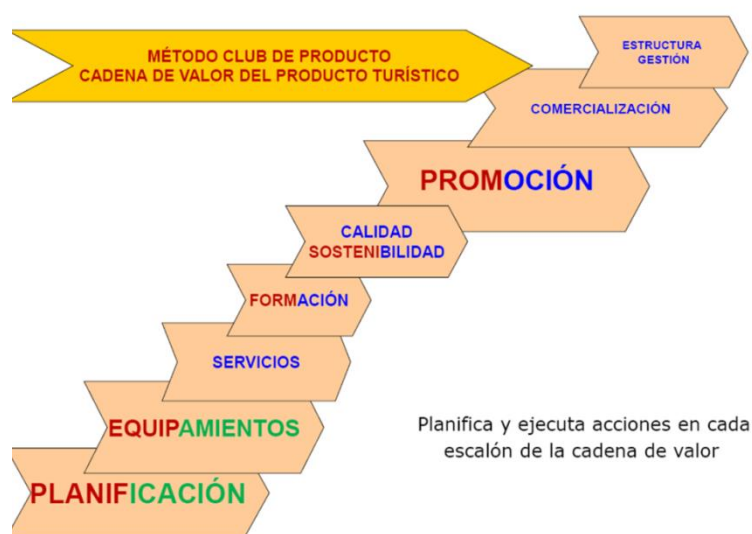 MÉTODO CLUB DE PRODUCTO
CADENA DE VALOR DEL PRODUCTO TURÍSTICO
ESTRUCTURA
GESTIÓN
COMERCIALIZACIÓN
PROMOCIÓN
CALIDAD
SOSTENIBILIDAD
FORMACIÓN
SERVICIOS
EQUIPAMIENTOS
PLANIFICACIÓN
Planifica y ejecuta acciones en cada
escalón de la cadena de valor